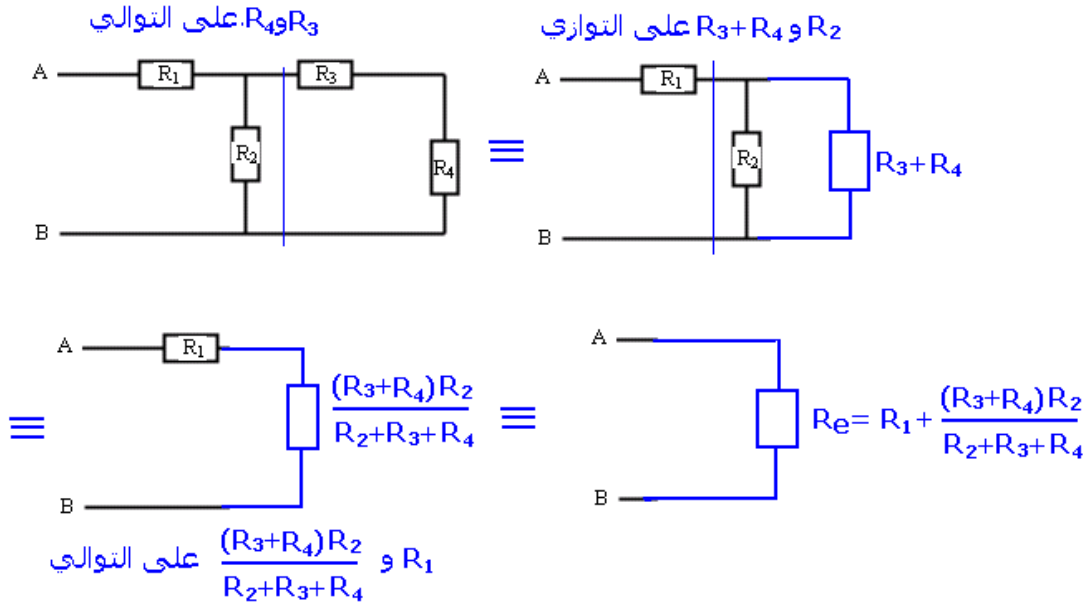 R₃ وR₄.على التوالي
R₂ و R₃+R₄ على التوازي
A
R₁
R₃
R₂
R₄
B
A
R₁
R₂
R₃+R₄
B
≡
A
R₁
(R₃+R₄)R₂
R₂+R₃+R₄
B
≡
≡
A
Re= R₁+ (R₃+R₄)R₂
R₂+R₃+R₄
B
R₁ و (R₃+R₄)R₂ على التوالي
R₂+R₃+R₄